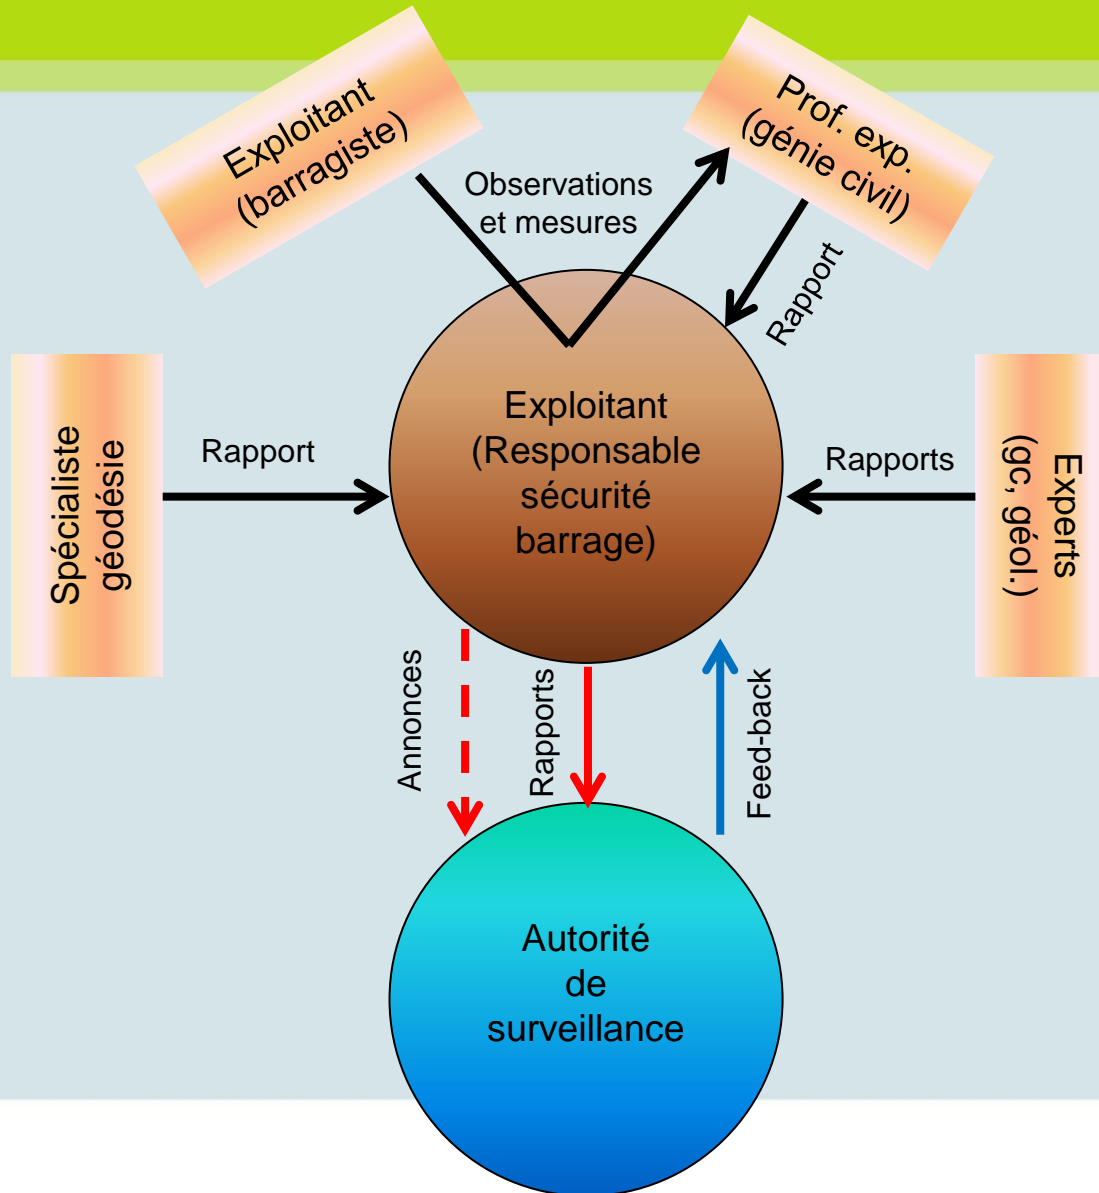 Exploitant
(barragiste)
Prof. exp.
(génie civil)
Observations
et mesures
Rapport
Spécialiste
géodésie
Rapport
Exploitant
(Responsable
sécurité
barrage)
Rapports
Experts
(gc, géol.)
Annonces
Rapports
Feed-back
Autorité
de
surveillance